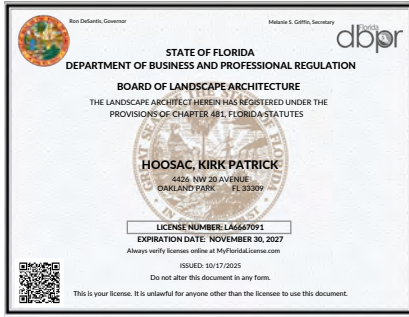 Ron DeSantis, Governor
Melanie S. Griffin, Secretary
Florida
dbpr
STATE OF FLORIDA
DEPARTMENT OF BUSINESS AND PROFESSIONAL REGULATION
BOARD OF LANDSCAPE ARCHITECTURE
THE LANDSCAPE ARCHITECT HEREIN HAS REGISTERED UNDER THE
PROVISIONS OF CHAPTER 481, FLORIDA STATUTES
HOOSAC, KIRK PATRICK
4426 NW 20 AVENUE
OAKLAND PARK FL 33309
LICENSE NUMBER: LA6667091
EXPIRATION DATE: NOVEMBER 30, 2027
Always verify licenses online at MyFloridaLicense.com
ISSUED: 10/17/2025
Do not alter this document in any form.
This is your license. It is unlawful for anyone other than the licensee to use this document.